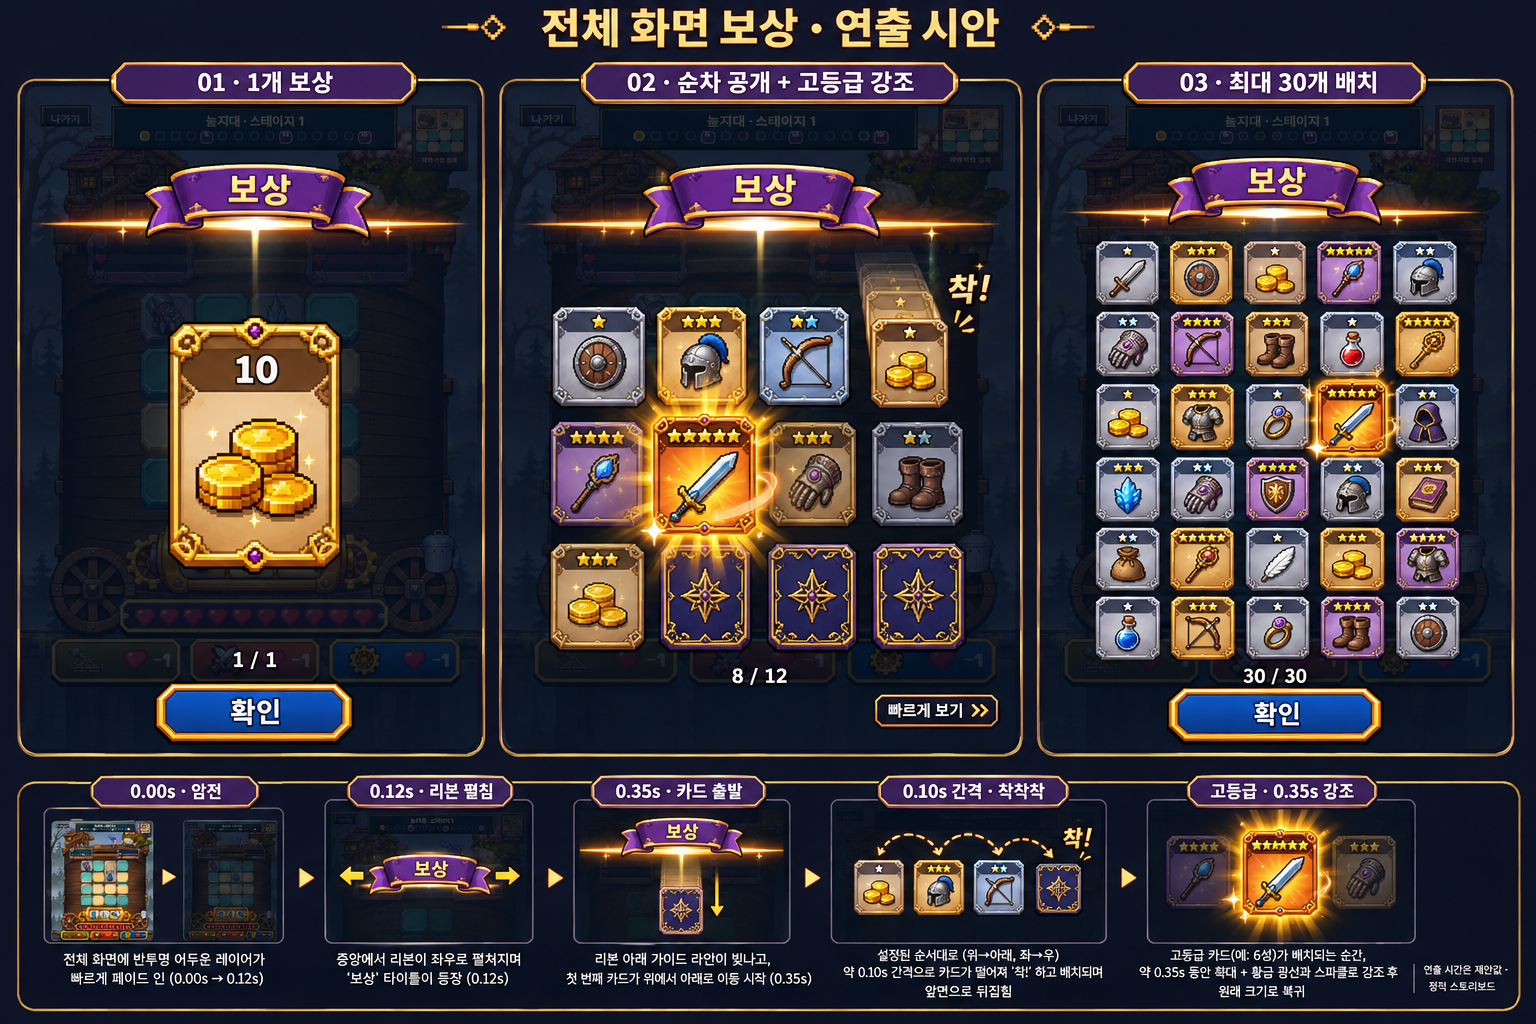 전체 화면 보상 · 연출 시안
01 · 1개 보상
나가기
놀지대 · 스테이지 1
보상
10
1 / 1
확인
02 · 순차 공개 + 고등급 강조
나가기
놀지대 · 스테이지 1
보상
착!
8 / 12
빠르게 보기
03 · 최대 30개 배치
나가기
놀지대 · 스테이지 1
보상
30 / 30
확인
0.00s · 암전
전체 화면에 반투명 어두운 레이어가
빠르게 페이드 인 (0.00s → 0.12s)
0.12s · 리본 펼침
보상
중앙에서 리본이 좌우로 펼쳐지며
‘보상’ 타이틀이 등장 (0.12s)
0.35s · 카드 출발
보상
리본 아래 가이드 라인이 빛나고,
첫 번째 카드가 위에서 아래로 이동 시작 (0.35s)
0.10s 간격 · 착착착
착!
설정된 순서대로 (위→아래, 좌→우)
약 0.10s 간격으로 카드가 떨어져 ‘착!’ 하고 배치되며
앞면으로 뒤집힘
고등급 · 0.35s 강조
고등급 카드(예: 6성)가 배치되는 순간,
약 0.35s 동안 확대 + 황금 광선과 스파클로 강조 후
원래 크기로 복귀
연출 시간은 제안값 ·
정적 스토리보드